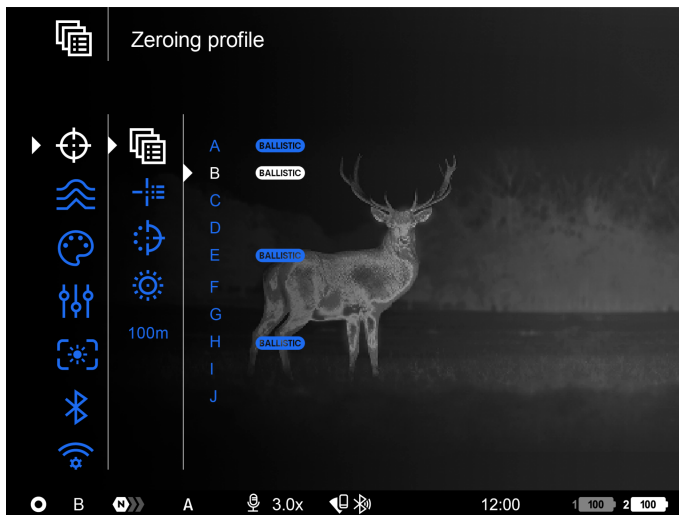 Zeroing profile
A BALLISTIC
B BALLISTIC
C
D
E BALLISTIC
F
100m
G
H BALLISTIC
I
J
B N A 3.0x 12:00 1 100 2 100